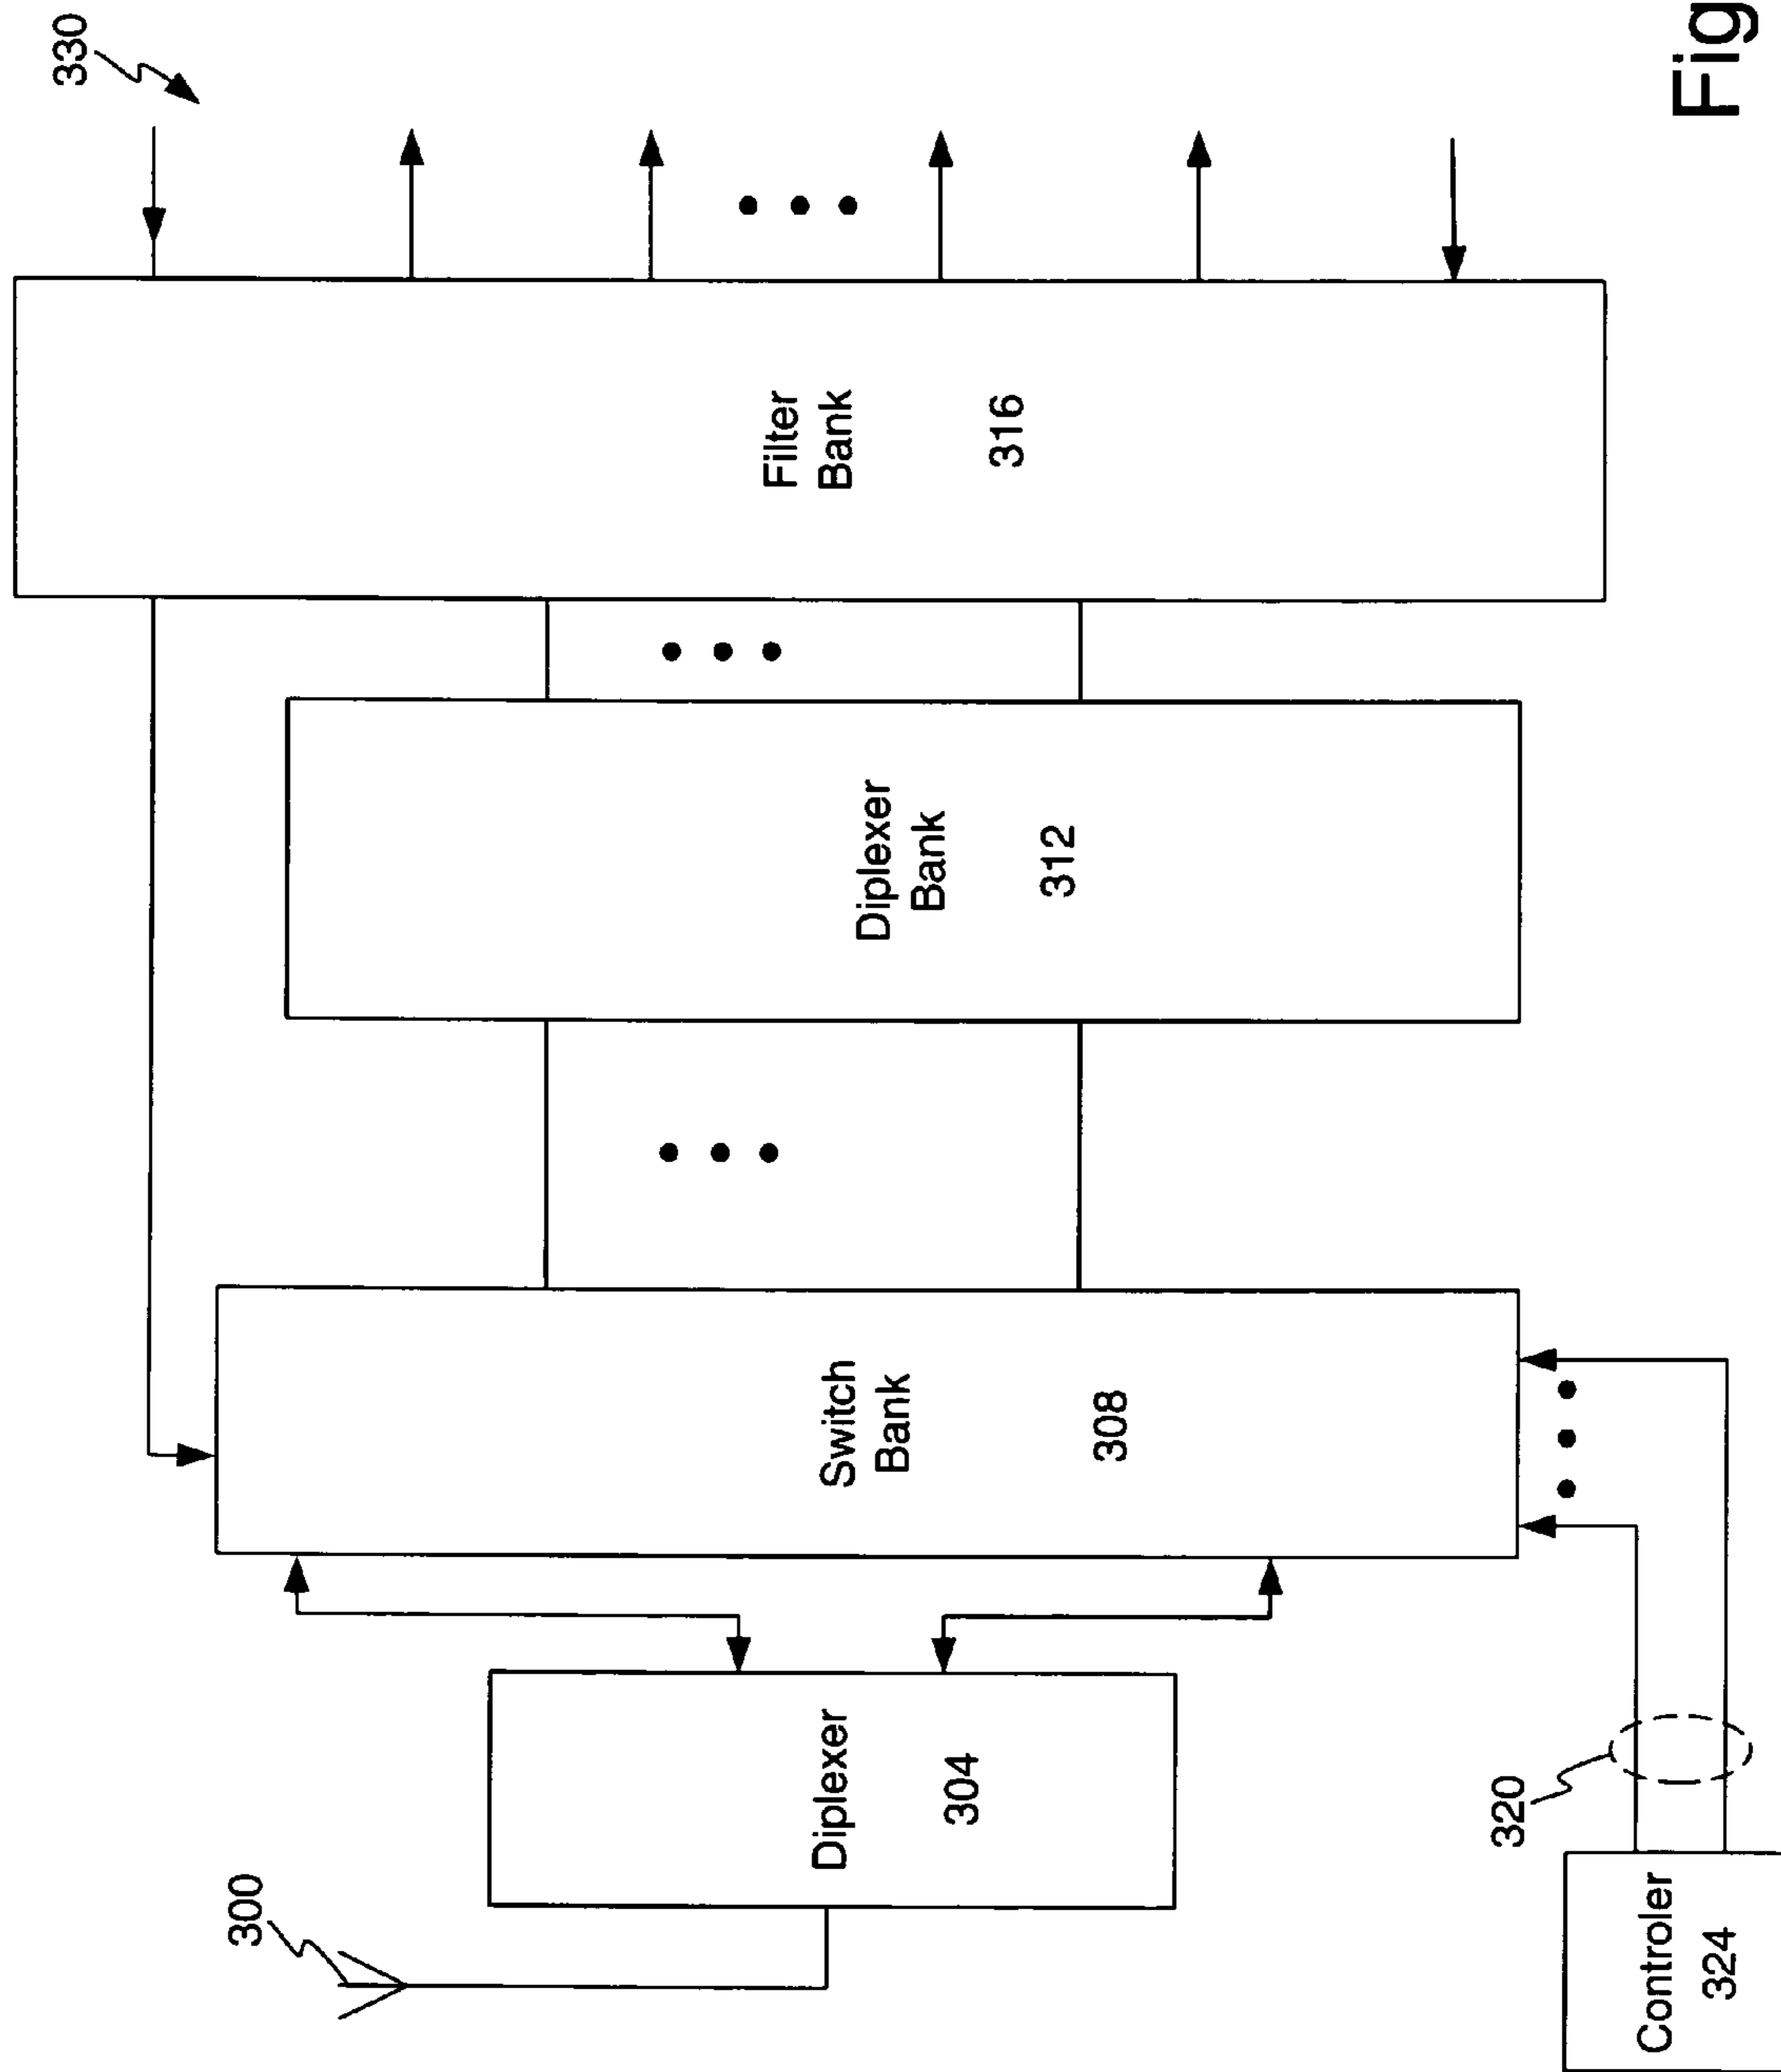 300
Diplexer
304
Switch
Bank
308
Diplexer
Bank
312
Filter
Bank
316
330
320
Controler
324
Fig